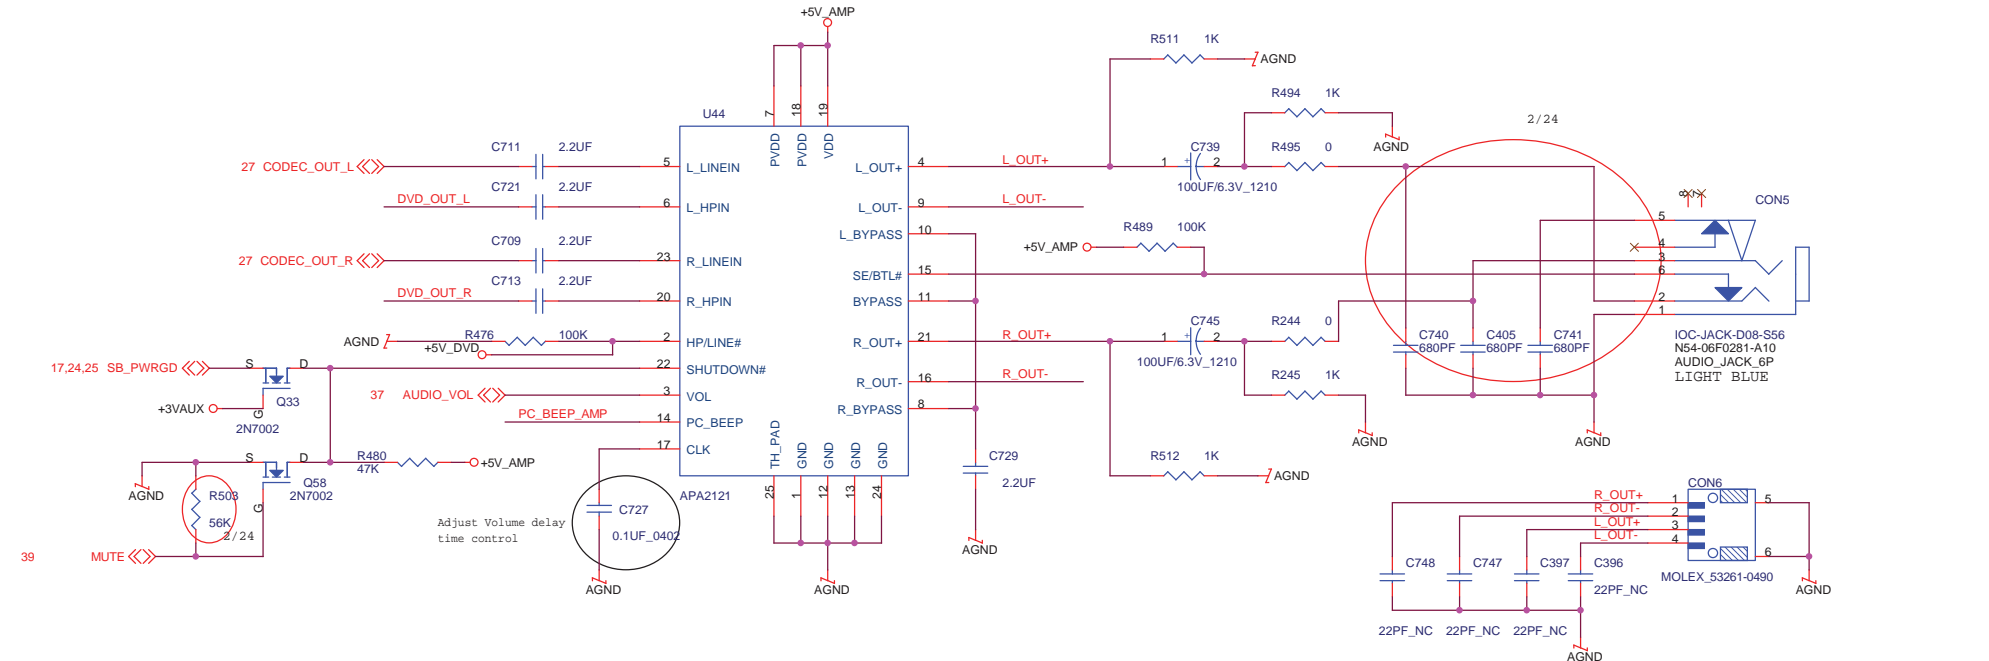 +5V_AMP
R511 1K
AGND
R494 1K
AGND
2/24
U44
7 18 19
PVDD PVDD VDD
C711 2.2UF
27 CODEC_OUT_L
5 L_LINEIN
L_OUT+ 4
L_OUT+
1 C739 2
+
100UF/6.3V_1210
R495 0
C721 2.2UF
DVD_OUT_L
6 L_HPIN
L_OUT- 9
L_OUT-
8 7
CON5
5
4
3
6
2
1
L_BYPASS 10
R489 100K
+5V_AMP
C709 2.2UF
27 CODEC_OUT_R
23 R_LINEIN
SE/BTL# 15
C713 2.2UF
DVD_OUT_R
20 R_HPIN
BYPASS 11
AGND
R476 100K
+5V_DVD
2 HP/LINE#
R_OUT+ 21
R_OUT+
1 C745 2
+
100UF/6.3V_1210
R244 0
C740 680PF
C405 680PF
C741 680PF
IOC-JACK-D08-S56
N54-06F0281-A10
AUDIO_JACK_6P
LIGHT BLUE
17,24,25 SB_PWRGD
S D
G
Q33
2N7002
+3VAUX
22 SHUTDOWN#
R_OUT- 16
R_OUT-
R245 1K
AGND
AGND
37 AUDIO_VOL
3 VOL
R_BYPASS 8
PC_BEEP_AMP
14 PC_BEEP
17 CLK
TH_PAD GND GND GND GND
25 1 12 13 24
APA2121
S D
G
Q58
2N7002
R480
47K
+5V_AMP
AGND
R503
56K
2/24
39 MUTE
Adjust Volume delay
time control
C727
0.1UF_0402
AGND
AGND
C729
2.2UF
AGND
R512 1K
AGND
CON6
R_OUT+ 1
R_OUT- 2
L_OUT+ 3
L_OUT- 4
5
6
MOLEX_53261-0490
AGND
C748
C747
C397
C396
22PF_NC
22PF_NC 22PF_NC 22PF_NC
AGND